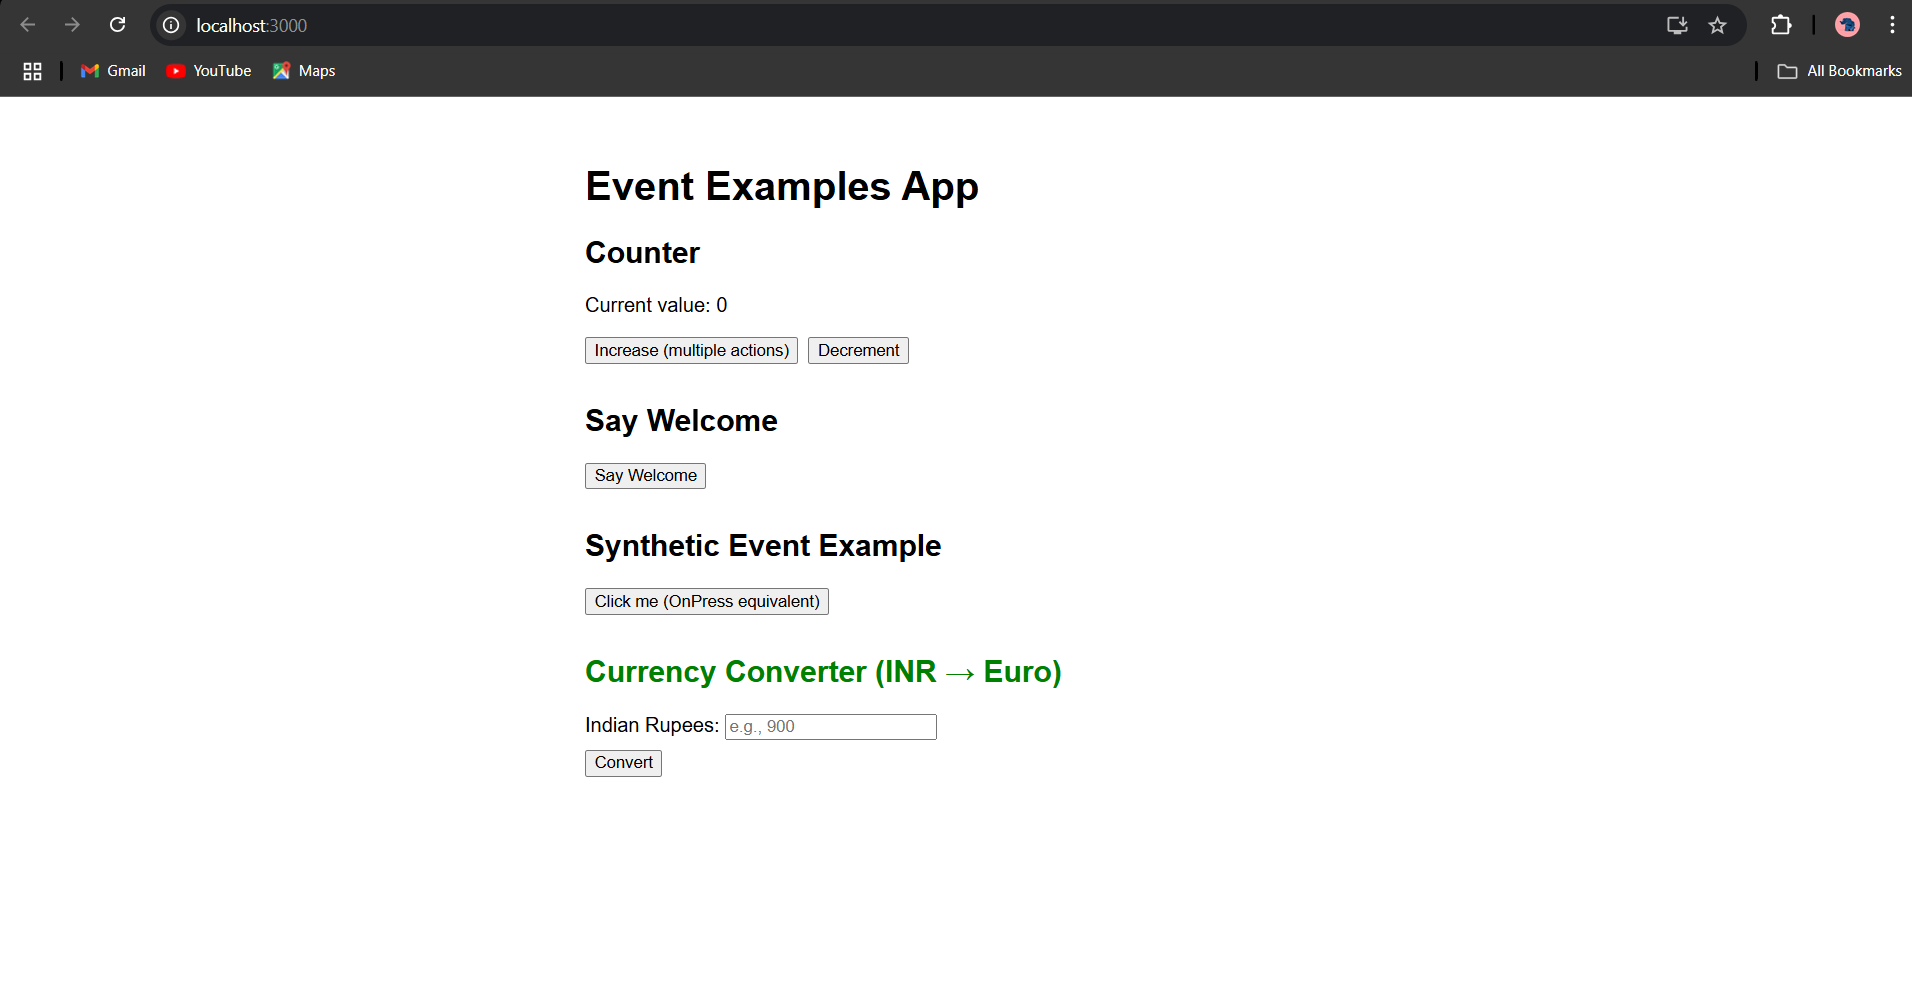 localhost:3000
Gmail YouTube Maps All Bookmarks
Event Examples App
Counter
Current value: 0
Increase (multiple actions) Decrement
Say Welcome
Say Welcome
Synthetic Event Example
Click me (OnPress equivalent)
Currency Converter (INR → Euro)
Indian Rupees: e.g., 900
Convert